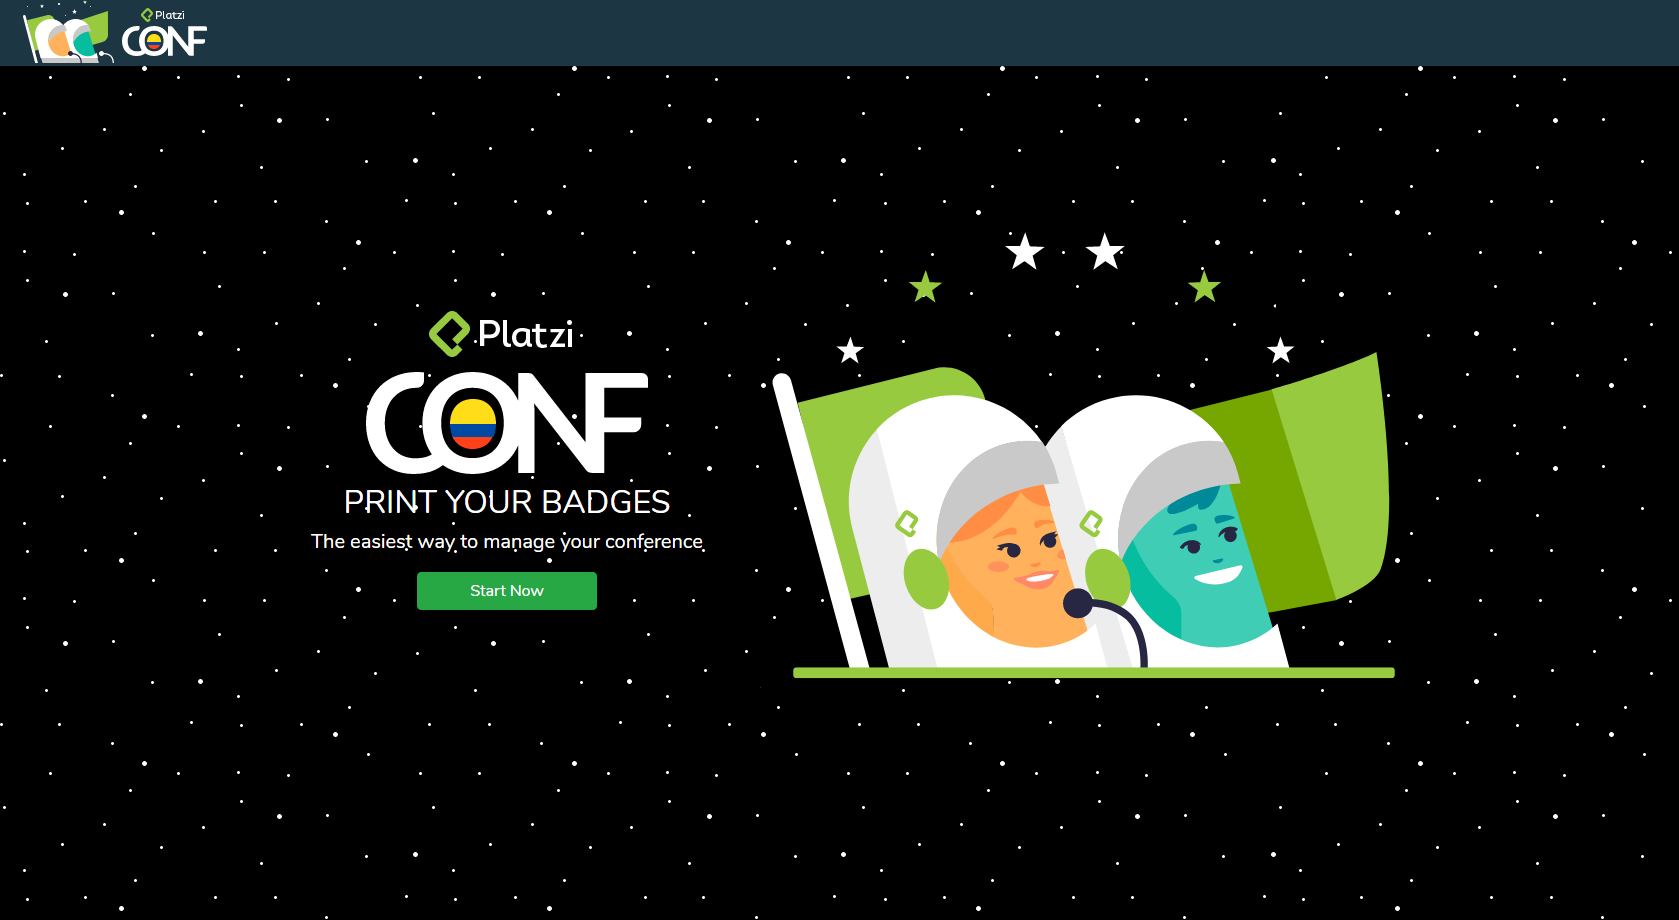 Platzi
CONF
Platzi
CONF
PRINT YOUR BADGES
The easiest way to manage your conference
Start Now